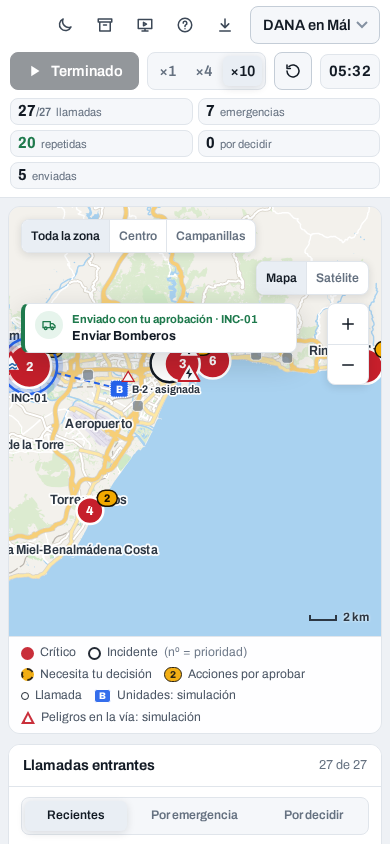 DANA en Mál
Terminado
×1 ×4 ×10
05:32
27/27 llamadas
7 emergencias
20 repetidas
0 por decidir
5 enviadas
Toda la zona Centro Campanillas
Mapa Satélite
Enviado con tu aprobación · INC-01
Enviar Bomberos
+
−
2
3
6
Rin
INC-01
B B-2 · asignada
Aeropuerto
de la Torre
2
4
a Miel-Benalmádena Costa
2 km
Crítico Incidente (nº = prioridad)
Necesita tu decisión 2 Acciones por aprobar
Llamada B Unidades: simulación
Peligros en la vía: simulación
Llamadas entrantes
27 de 27
Recientes Por emergencia Por decidir